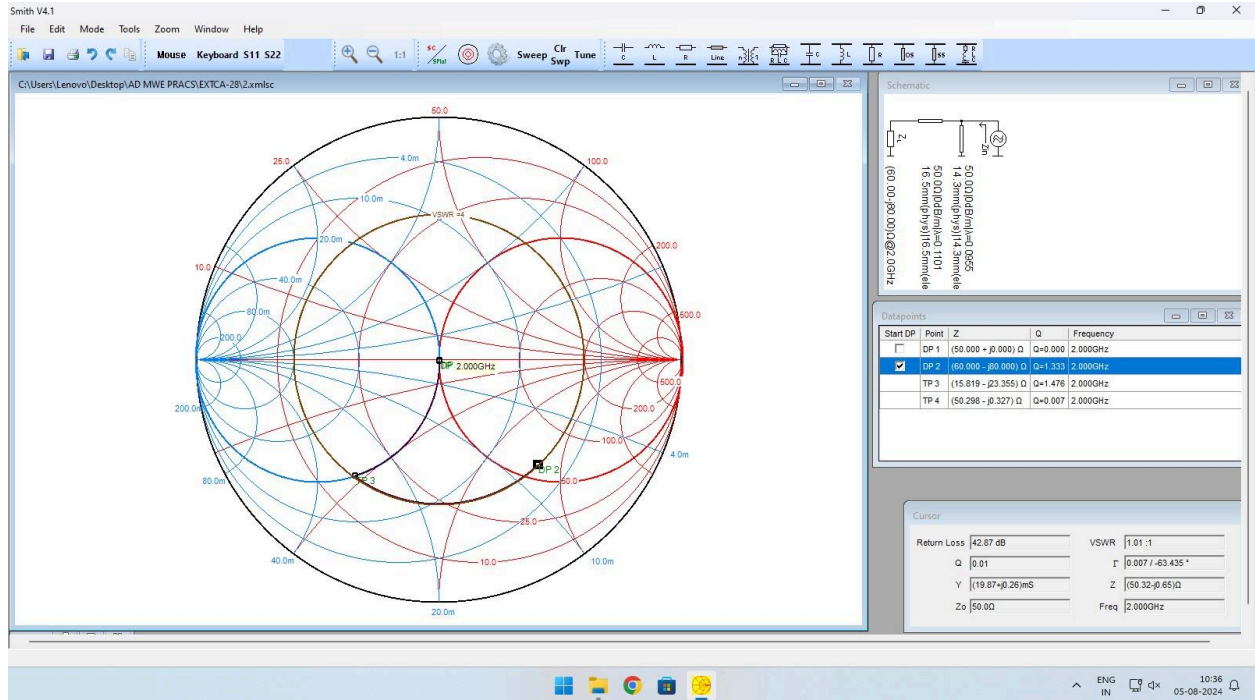 Smith V4.1
File Edit Mode Tools Zoom Window Help
Mouse Keyboard S11 S22
1:1
SC
SPlot
Sweep Clr Swp Tune
C
L
R
Line
n3|ξ1
R L C
C
L
R
OS
SS
C:\Users\Lenovo\Desktop\AD MWE PRACS\EXTCA-28\2.xmlsc
50.0
25.0
100.0
4.0m
10.0m
VSWR =4
20.0m
200.0
10.0
40.0m
80.0m
500.0
200.0
DP 2.000GHz
500.0
200.0m
200.0
100.0
4.0m
DP 2
80.0m
TP 3
50.0
25.0
40.0m
10.0
10.0m
20.0m
Schematic
ZL
Zin
(60.00-j80.00)Ω@2.0GHz
50.0Ω|0dB/m|λ=0.1101
16.5mm(phys)|16.5mm(ele
50.0Ω|0dB/m|λ=0.0955
14.3mm(phys)|14.3mm(ele
Datapoints
Start DP Point Z Q Frequency
DP 1 (50.000 + j0.000) Ω Q=0.000 2.000GHz
DP 2 (60.000 - j80.000) Ω Q=1.333 2.000GHz
TP 3 (15.819 - j23.355) Ω Q=1.476 2.000GHz
TP 4 (50.298 - j0.327) Ω Q=0.007 2.000GHz
Cursor
Return Loss 42.87 dB VSWR 1.01 :1
Q 0.01 Γ 0.007 / -63.435 °
Y (19.87+j0.26)mS Z (50.32-j0.65)Ω
Zo 50.0Ω Freq 2.000GHz
ENG
IN
10:36
05-08-2024